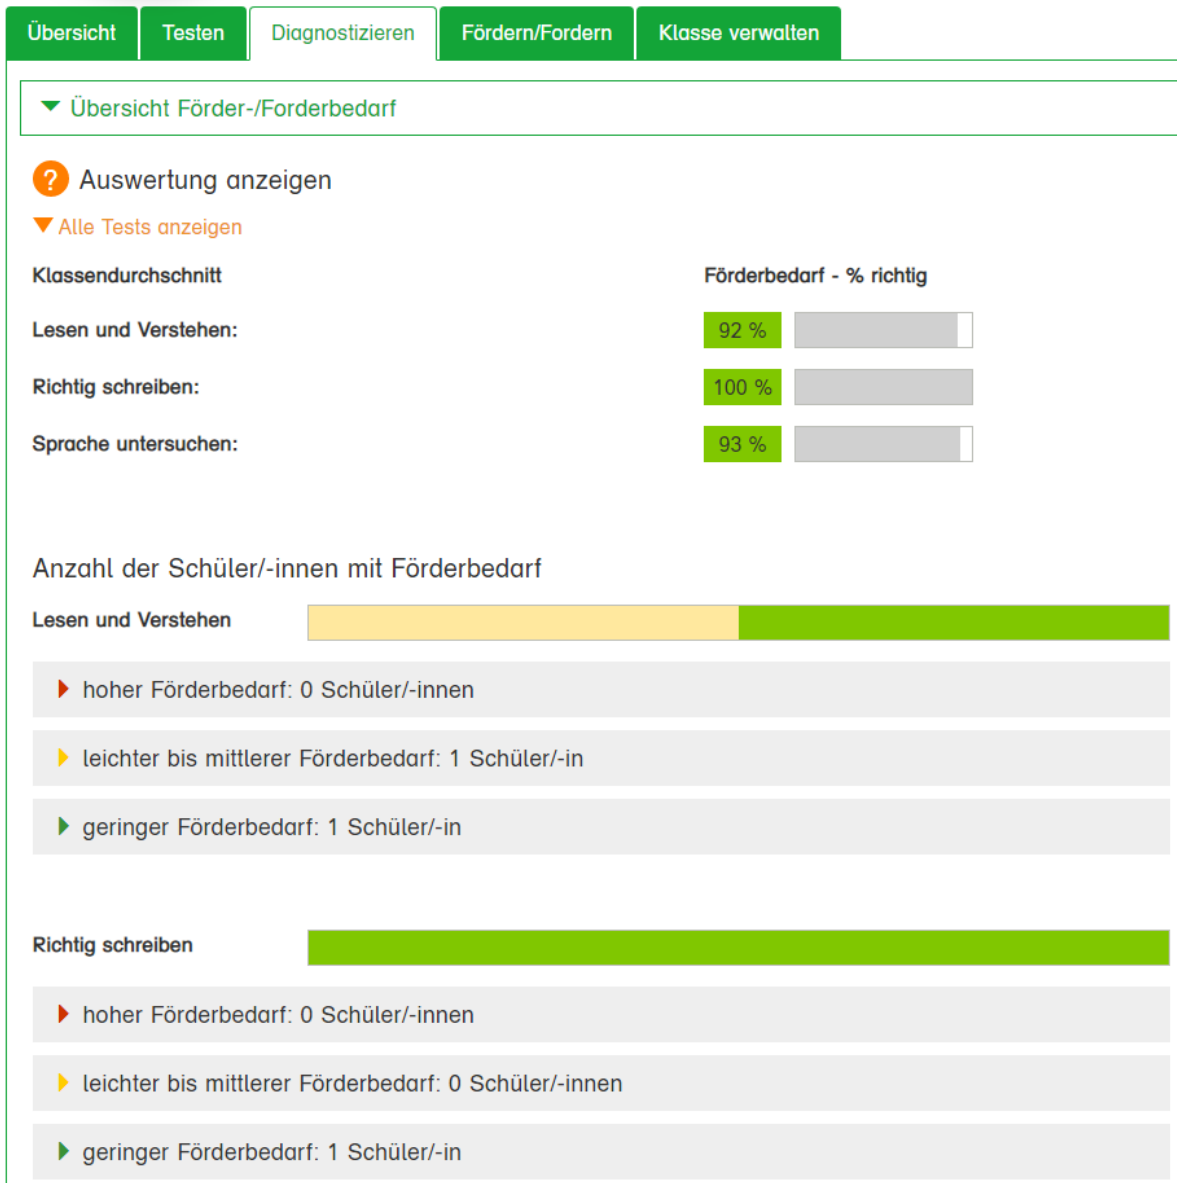 Übersicht Testen Diagnostizieren Fördern/Fordern Klasse verwalten
Übersicht Förder-/Forderbedarf
? Auswertung anzeigen
Alle Tests anzeigen
Klassendurchschnitt Förderbedarf - % richtig
Lesen und Verstehen: 92 %
Richtig schreiben: 100 %
Sprache untersuchen: 93 %
Anzahl der Schüler/-innen mit Förderbedarf
Lesen und Verstehen
hoher Förderbedarf: 0 Schüler/-innen
leichter bis mittlerer Förderbedarf: 1 Schüler/-in
geringer Förderbedarf: 1 Schüler/-in
Richtig schreiben
hoher Förderbedarf: 0 Schüler/-innen
leichter bis mittlerer Förderbedarf: 0 Schüler/-innen
geringer Förderbedarf: 1 Schüler/-in